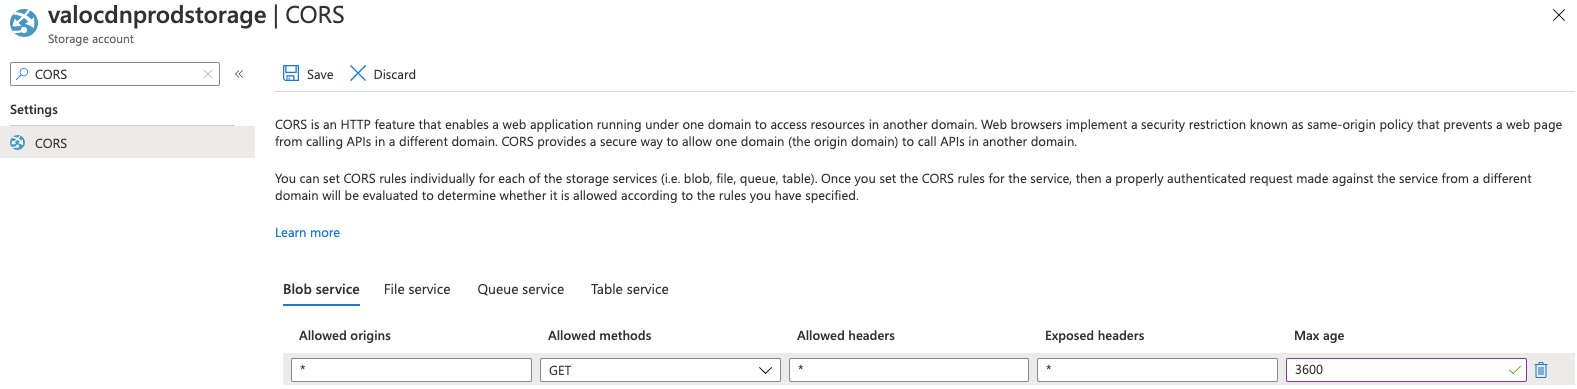 valocdnprodstorage | CORS
Storage account
CORS
«
Save
Discard
Settings
CORS
CORS is an HTTP feature that enables a web application running under one domain to access resources in another domain. Web browsers implement a security restriction known as same-origin policy that prevents a web page
from calling APIs in a different domain. CORS provides a secure way to allow one domain (the origin domain) to call APIs in another domain.
You can set CORS rules individually for each of the storage services (i.e. blob, file, queue, table). Once you set the CORS rules for the service, then a properly authenticated request made against the service from a different
domain will be evaluated to determine whether it is allowed according to the rules you have specified.
Learn more
Blob service File service Queue service Table service
Allowed origins Allowed methods Allowed headers Exposed headers Max age
* GET * * 3600